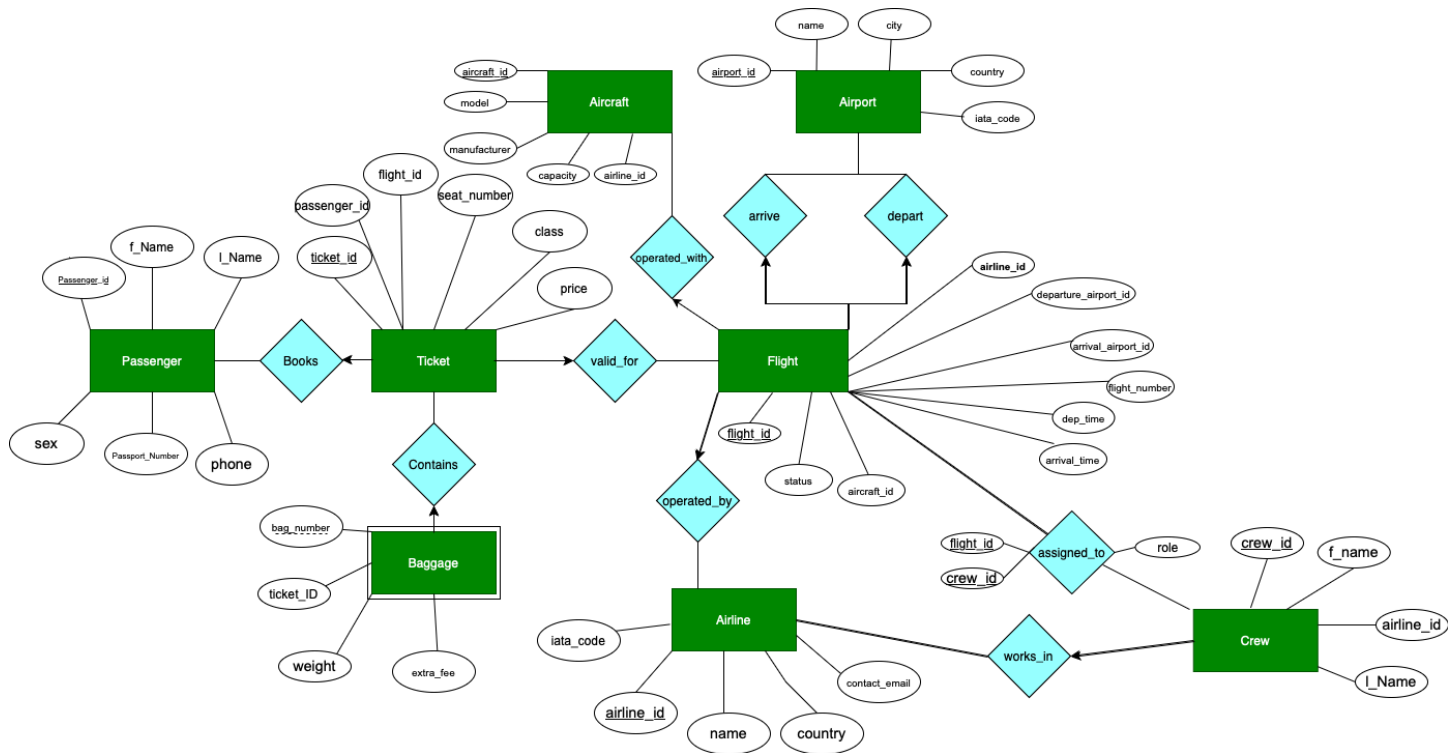 name
city
aircraft_id
airport_id
country
Aircraft
Airport
model
iata_code
manufacturer
flight_id
capacity
airline_id
seat_number
passenger_id
arrive
depart
f_Name
class
l_Name
ticket_id
operated_with
airline_id
Passenger_id
price
departure_airport_id
arrival_airport_id
Passenger
Books
Ticket
valid_for
Flight
flight_number
dep_time
flight_id
sex
Passport_Number
phone
Contains
arrival_time
status
aircraft_id
operated_by
bag_number
flight_id
assigned_to
role
crew_id
f_name
Baggage
crew_id
ticket_ID
Airline
iata_code
airline_id
weight
extra_fee
works_in
Crew
contact_email
l_Name
airline_id
name
country